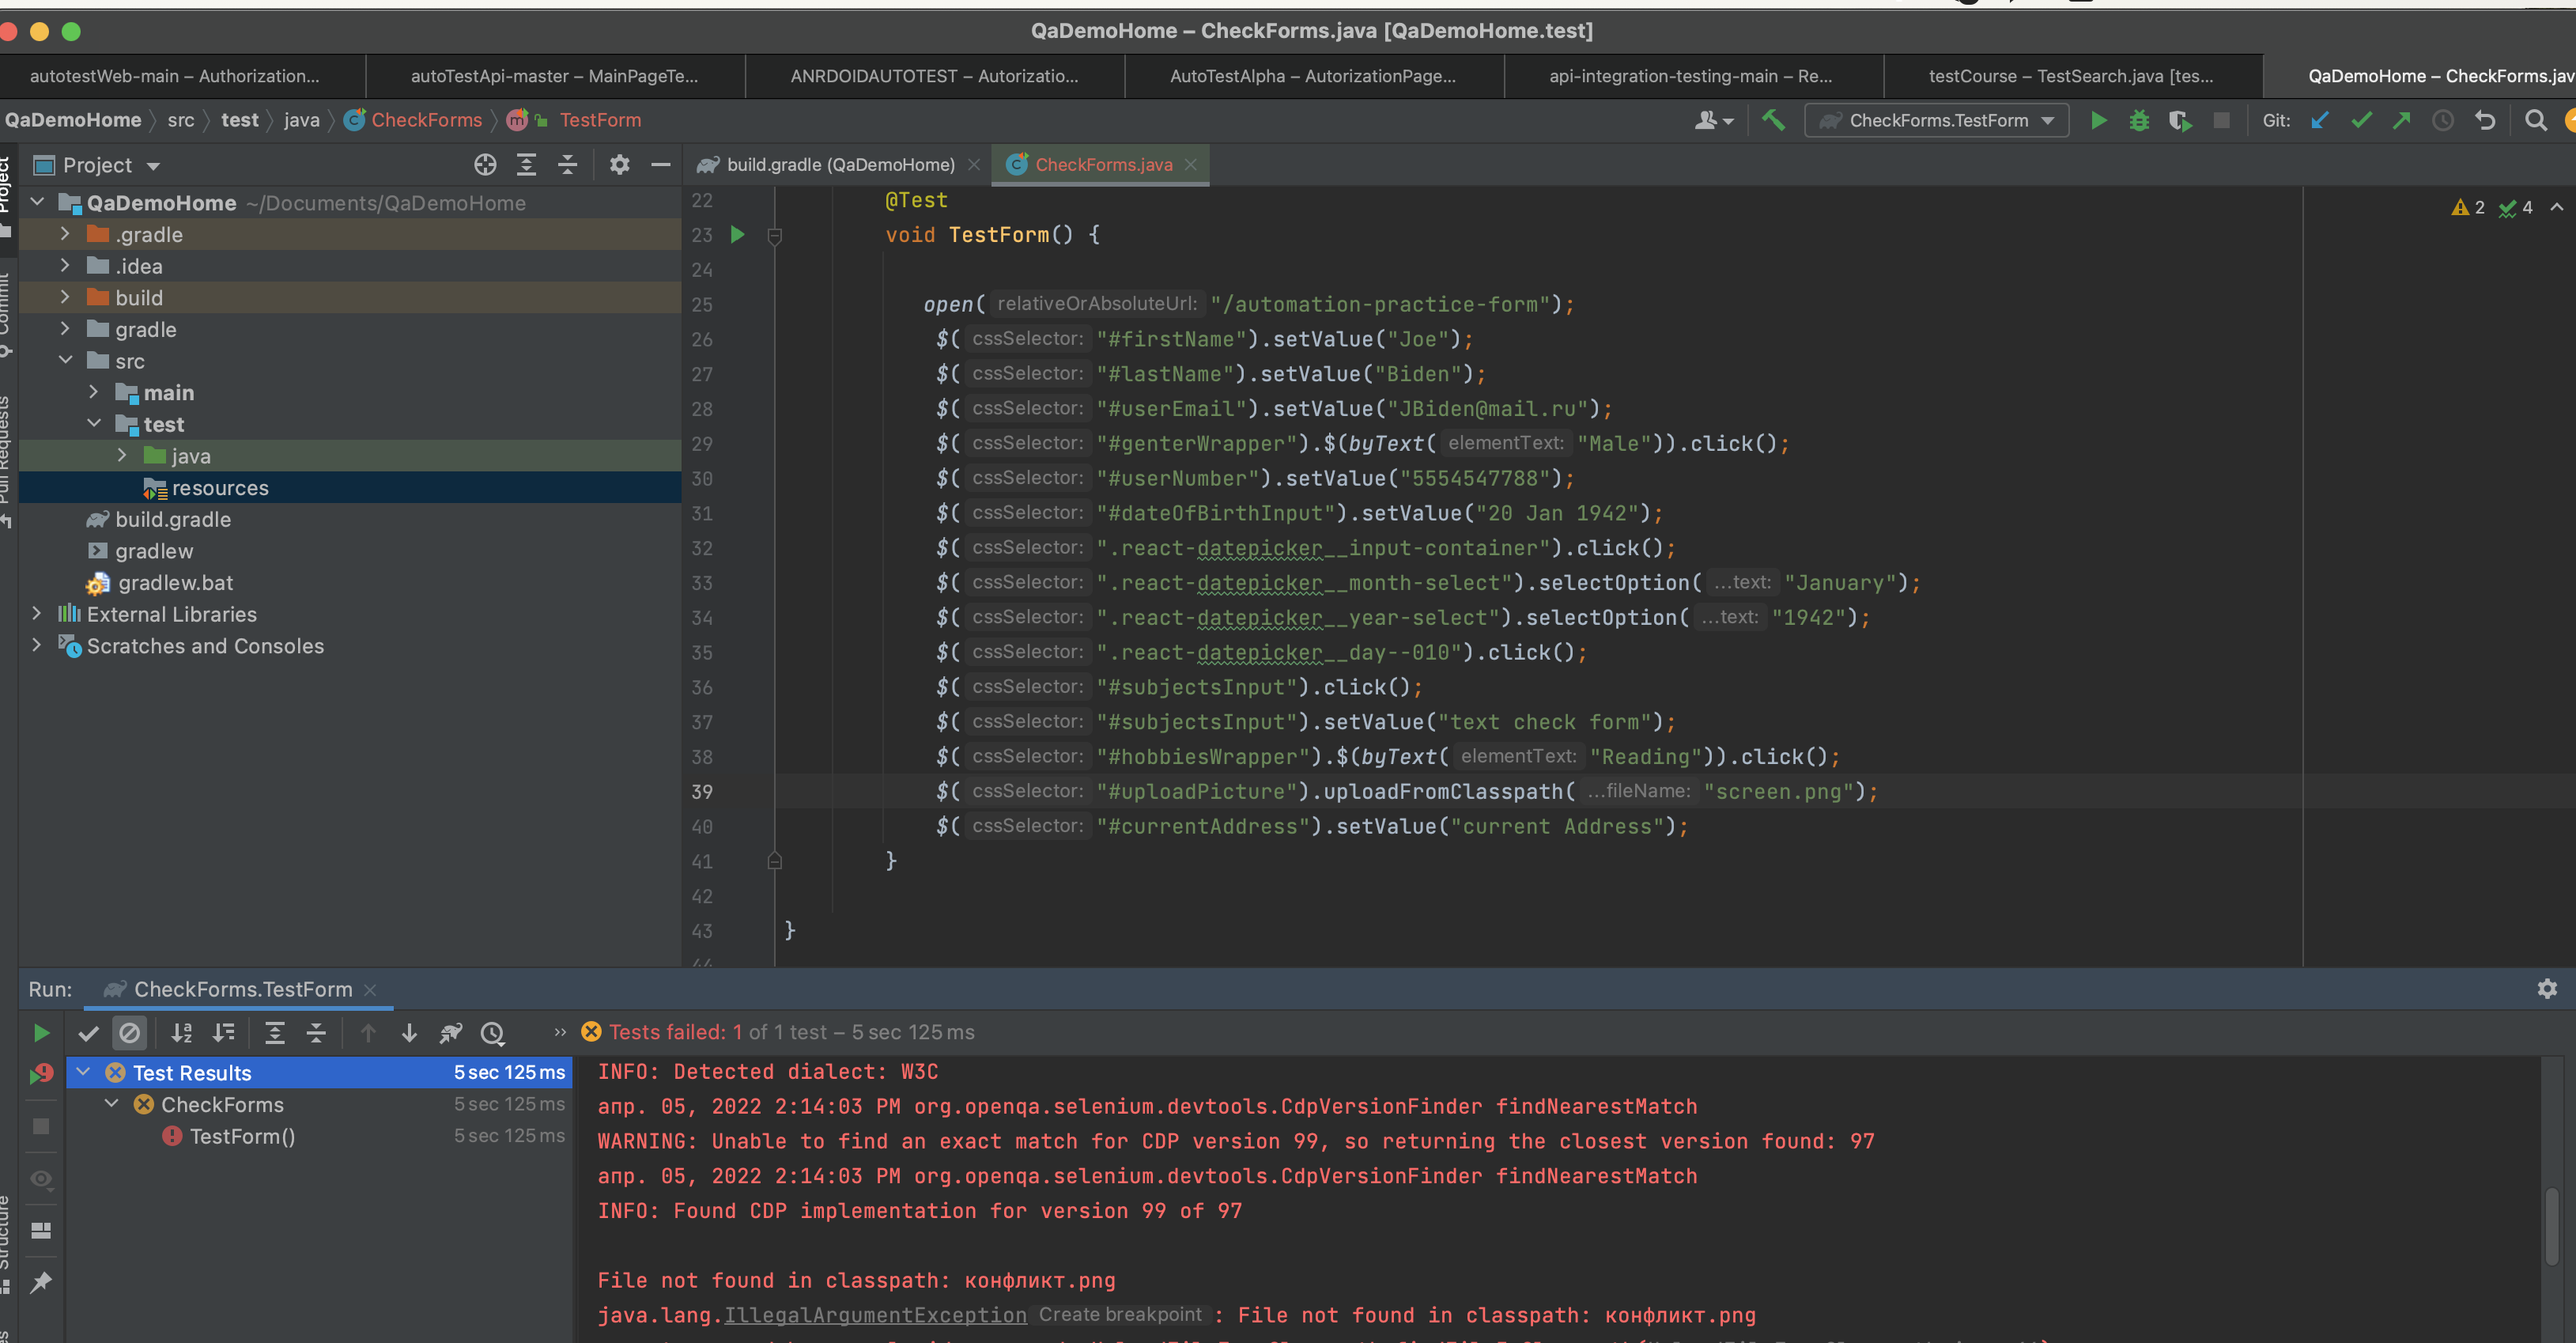 QaDemoHome – CheckForms.java [QaDemoHome.test]
autotestWeb-main – Authorization...
autoTestApi-master – MainPageTe...
ANRDOIDAUTOTEST – Autorizatio...
AutoTestAlpha – AutorizationPage...
api-integration-testing-main – Re...
testCourse – TestSearch.java [tes...
QaDemoHome – CheckForms.jav
QaDemoHome src test java CheckForms TestForm
CheckForms.TestForm Git:
Project
Project
build.gradle (QaDemoHome) CheckForms.java
QaDemoHome ~/Documents/QaDemoHome
.gradle
.idea
build
gradle
src
main
test
java
resources
build.gradle
gradlew
gradlew.bat
External Libraries
Scratches and Consoles
Commit
Pull Requests
Structure
2 4
22 @Test
23 void TestForm() {
24
25 open( relativeOrAbsoluteUrl: "/automation-practice-form");
26 $( cssSelector: "#firstName").setValue("Joe");
27 $( cssSelector: "#lastName").setValue("Biden");
28 $( cssSelector: "#userEmail").setValue("JBiden@mail.ru");
29 $( cssSelector: "#genterWrapper").$(byText( elementText: "Male")).click();
30 $( cssSelector: "#userNumber").setValue("5554547788");
31 $( cssSelector: "#dateOfBirthInput").setValue("20 Jan 1942");
32 $( cssSelector: ".react-datepicker__input-container").click();
33 $( cssSelector: ".react-datepicker__month-select").selectOption( ...text: "January");
34 $( cssSelector: ".react-datepicker__year-select").selectOption( ...text: "1942");
35 $( cssSelector: ".react-datepicker__day--010").click();
36 $( cssSelector: "#subjectsInput").click();
37 $( cssSelector: "#subjectsInput").setValue("text check form");
38 $( cssSelector: "#hobbiesWrapper").$(byText( elementText: "Reading")).click();
39 $( cssSelector: "#uploadPicture").uploadFromClasspath( ...fileName: "screen.png");
40 $( cssSelector: "#currentAddress").setValue("current Address");
41 }
42
43 }
Run: CheckForms.TestForm
Tests failed: 1 of 1 test – 5 sec 125 ms
Test Results 5 sec 125 ms
CheckForms 5 sec 125 ms
TestForm() 5 sec 125 ms
INFO: Detected dialect: W3C
апр. 05, 2022 2:14:03 PM org.openqa.selenium.devtools.CdpVersionFinder findNearestMatch
WARNING: Unable to find an exact match for CDP version 99, so returning the closest version found: 97
апр. 05, 2022 2:14:03 PM org.openqa.selenium.devtools.CdpVersionFinder findNearestMatch
INFO: Found CDP implementation for version 99 of 97
File not found in classpath: конфликт.png
java.lang.IllegalArgumentException Create breakpoint : File not found in classpath: конфликт.png